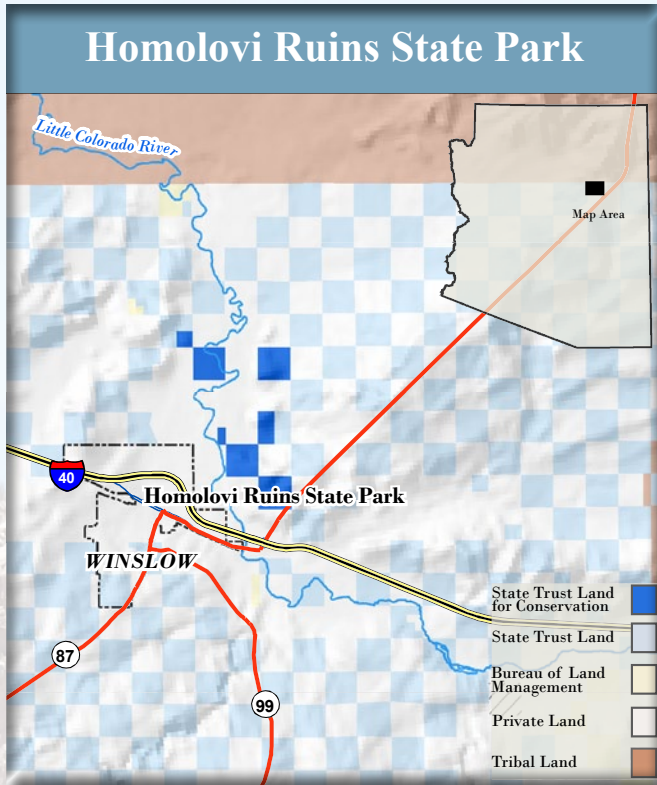 Homolovi Ruins State Park
Little Colorado River
Map Area
40
Homolovi Ruins State Park
WINSLOW
87
99
State Trust Land
for Conservation
State Trust Land
Bureau of Land
Management
Private Land
Tribal Land